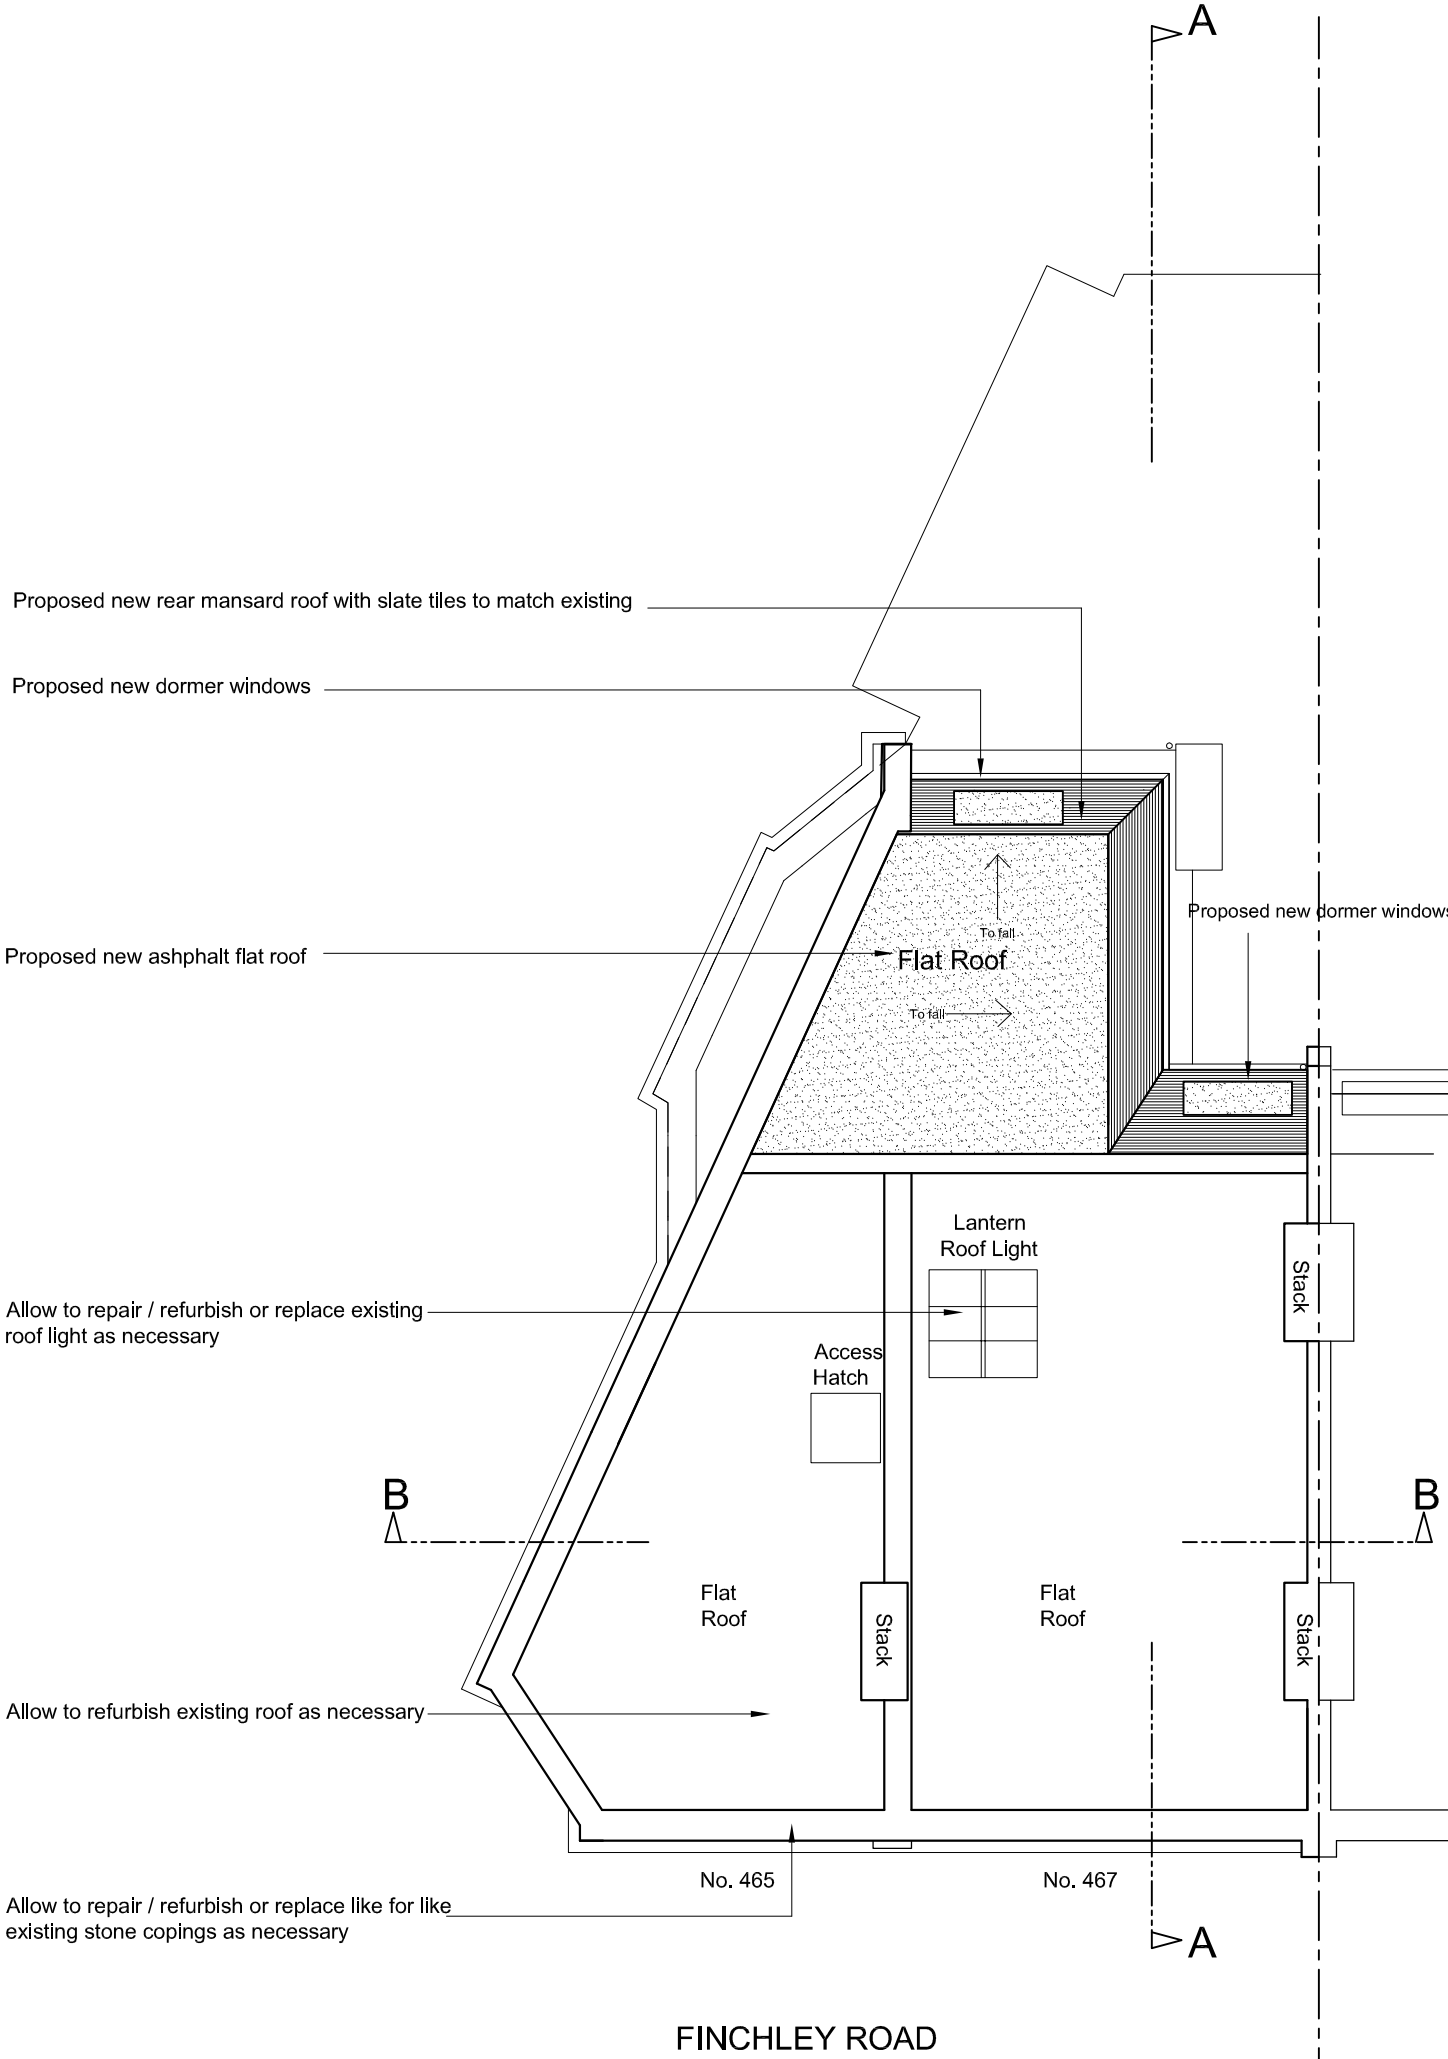 A
Proposed new rear mansard roof with slate tiles to match existing
Proposed new dormer windows
Proposed new dormer windows
To fall
Proposed new ashphalt flat roof
Flat Roof
To fall
Lantern
Roof Light
Stack
Allow to repair / refurbish or replace existing
roof light as necessary
Access
Hatch
B
B
Flat
Roof
Flat
Roof
Stack
Stack
Allow to refurbish existing roof as necessary
No. 465
No. 467
Allow to repair / refurbish or replace like for like
existing stone copings as necessary
A
FINCHLEY ROAD